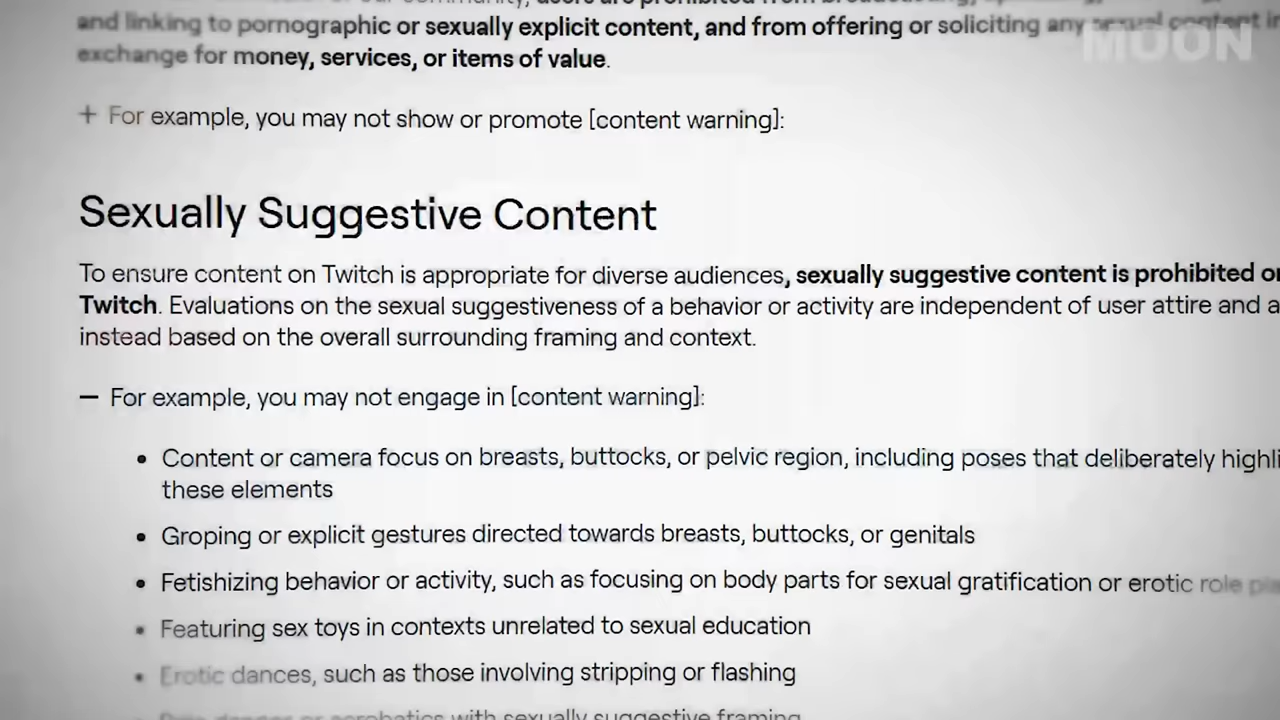 and linking to pornographic or sexually explicit content, and from offering or soliciting any sexual content in
MOON
exchange for money, services, or items of value.
+ For example, you may not show or promote [content warning]:
Sexually Suggestive Content
To ensure content on Twitch is appropriate for diverse audiences, sexually suggestive content is prohibited on
Twitch. Evaluations on the sexual suggestiveness of a behavior or activity are independent of user attire and a
instead based on the overall surrounding framing and context.
— For example, you may not engage in [content warning]:
• Content or camera focus on breasts, buttocks, or pelvic region, including poses that deliberately highli
these elements
• Groping or explicit gestures directed towards breasts, buttocks, or genitals
• Fetishizing behavior or activity, such as focusing on body parts for sexual gratification or erotic role pla
• Featuring sex toys in contexts unrelated to sexual education
• Erotic dances, such as those involving stripping or flashing
acrobatics with sexually suggestive framing